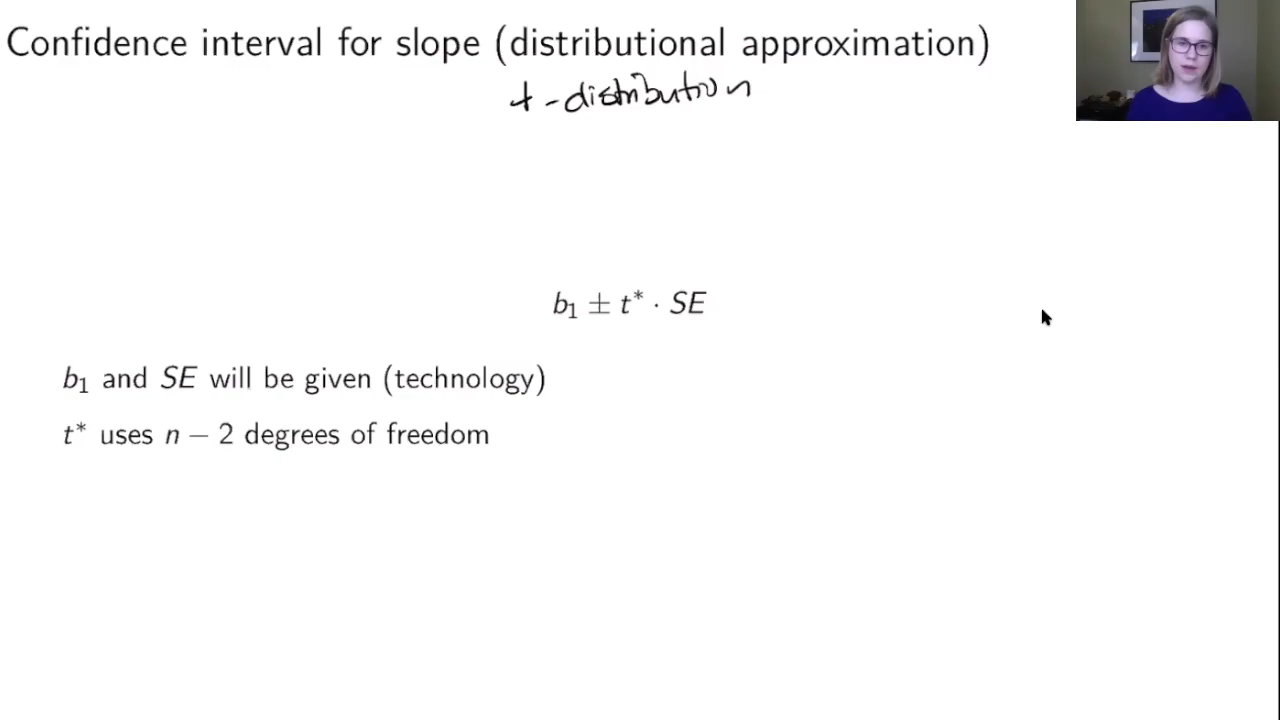 Confidence interval for slope (distributional approximation)
t-distribution
b₁ ± t* · SE
b₁ and SE will be given (technology)
t* uses n − 2 degrees of freedom